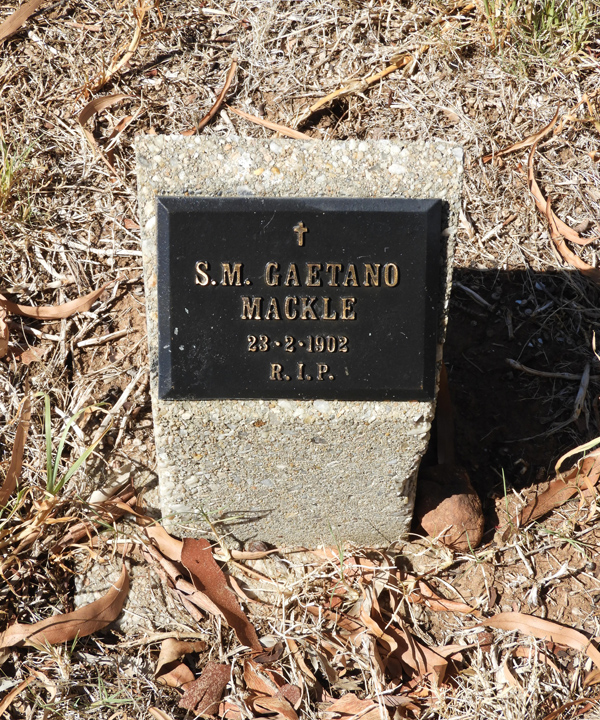 S.M. GAETANO
MACKLE
23·2·1902
R.I.P.